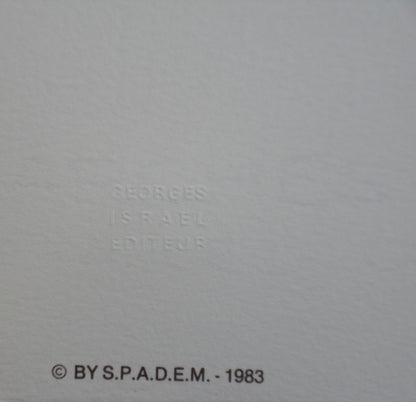 GEORGES
ISRAEL
EDITEUR
© BY S.P.A.D.E.M. - 1983